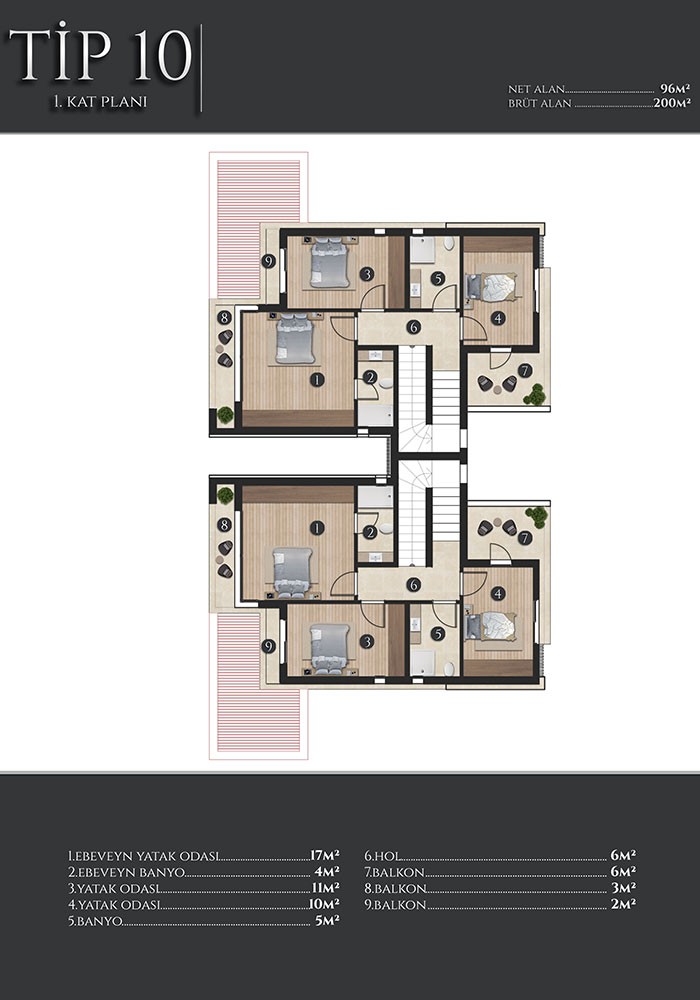 TİP 10
1. KAT PLANI
NET ALAN........................ 96M²
BRÜT ALAN ........................200M²
9
3
5
4
8
6
1
2
7
8
1
2
7
6
4
9
3
5
1.EBEVEYN YATAK ODASI........................17M²
2.EBEVEYN BANYO........................ 4M²
3.YATAK ODASI........................11M²
4.YATAK ODASI........................10M²
5.BANYO........................ 5M²
6.HOL........................ 6M²
7.BALKON........................ 6M²
8.BALKON........................ 3M²
9.BALKON........................ 2M²